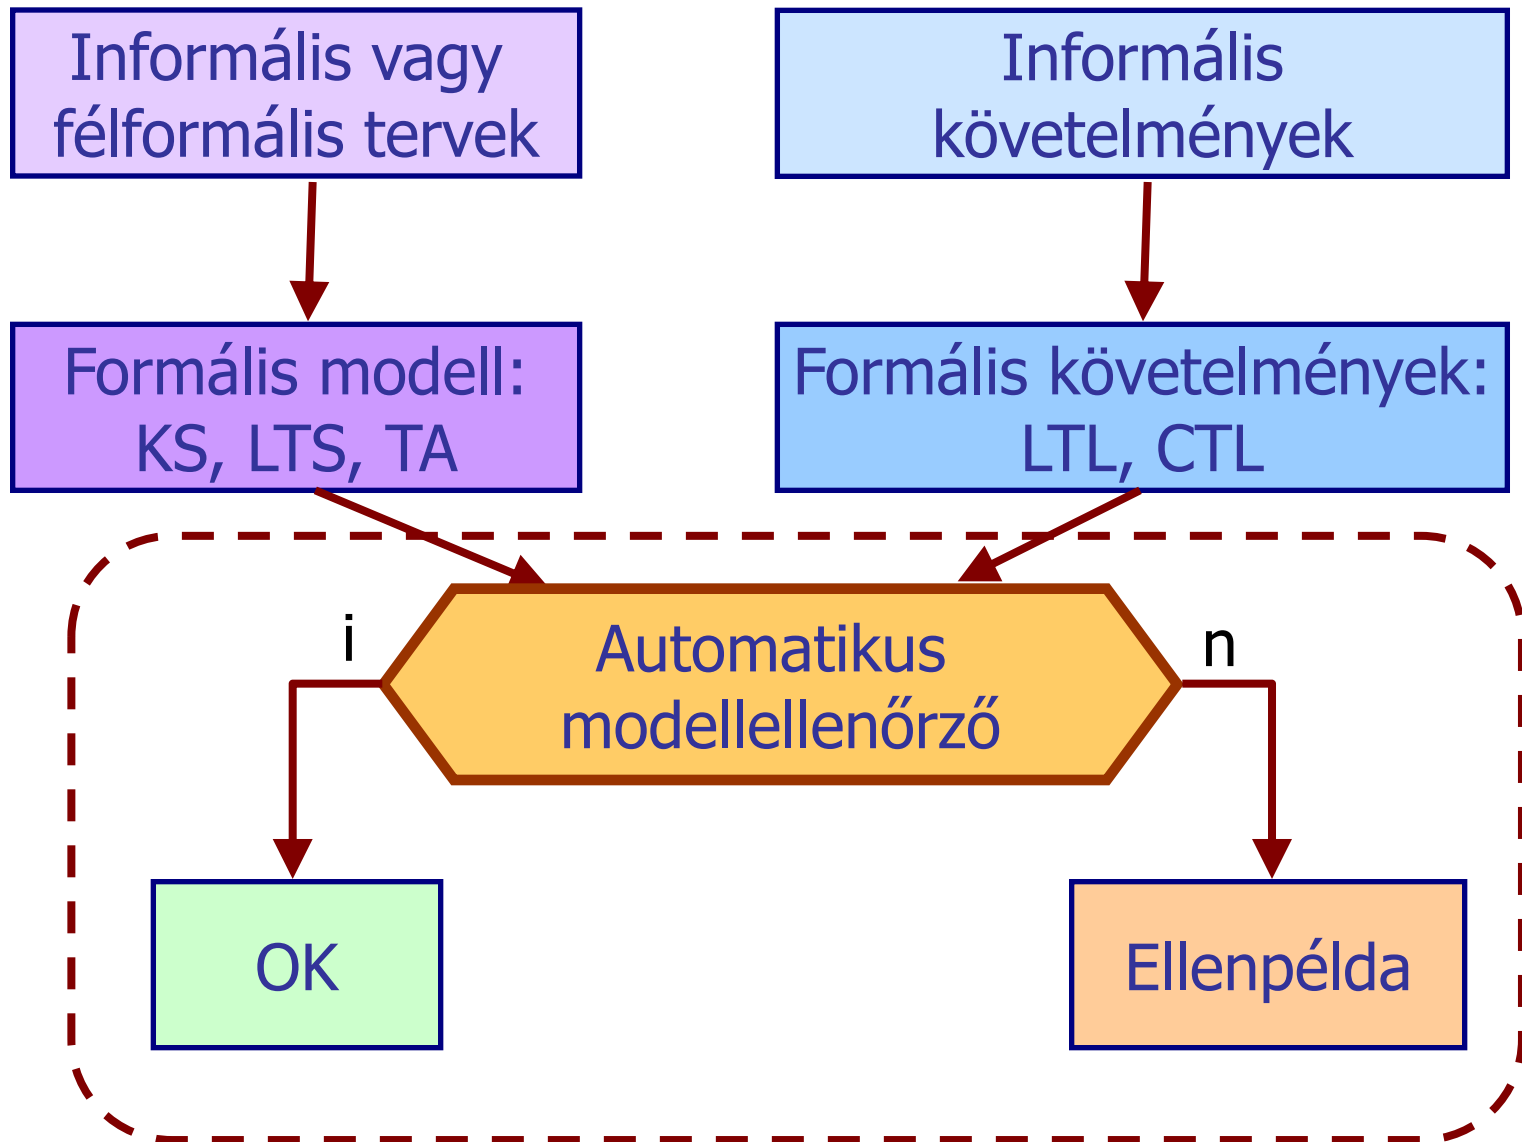 Informális vagy
félformális tervek
Informális
követelmények
Formális modell:
KS, LTS, TA
Formális követelmények:
LTL, CTL
i
Automatikus
modellellenőrző
n
OK
Ellenpélda